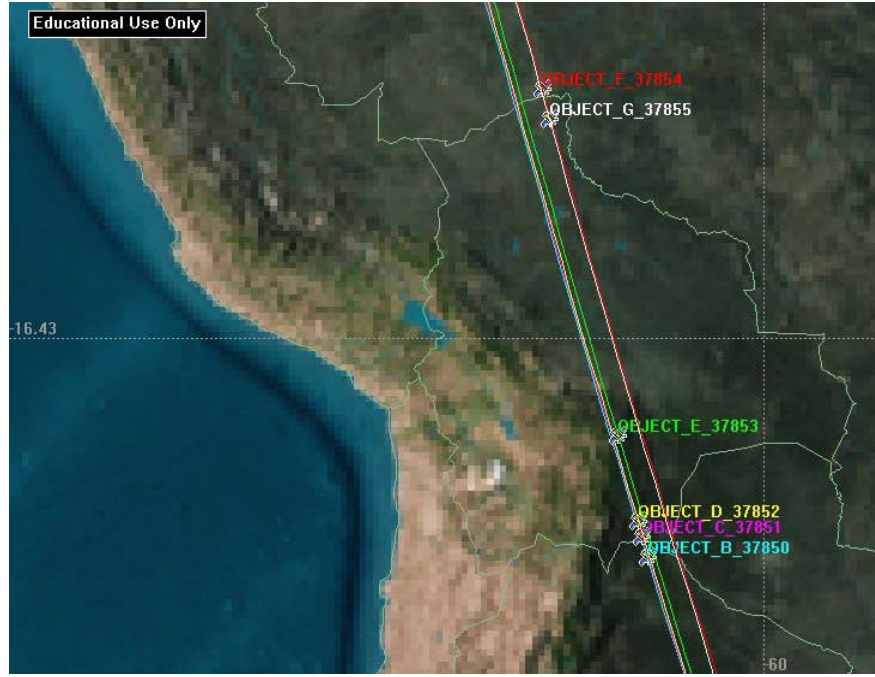 Educational Use Only
OBJECT_F_37854
OBJECT_G_37855
-16.43
OBJECT_E_37853
OBJECT_D_37852
OBJECT_C_37851
OBJECT_B_37850
-60